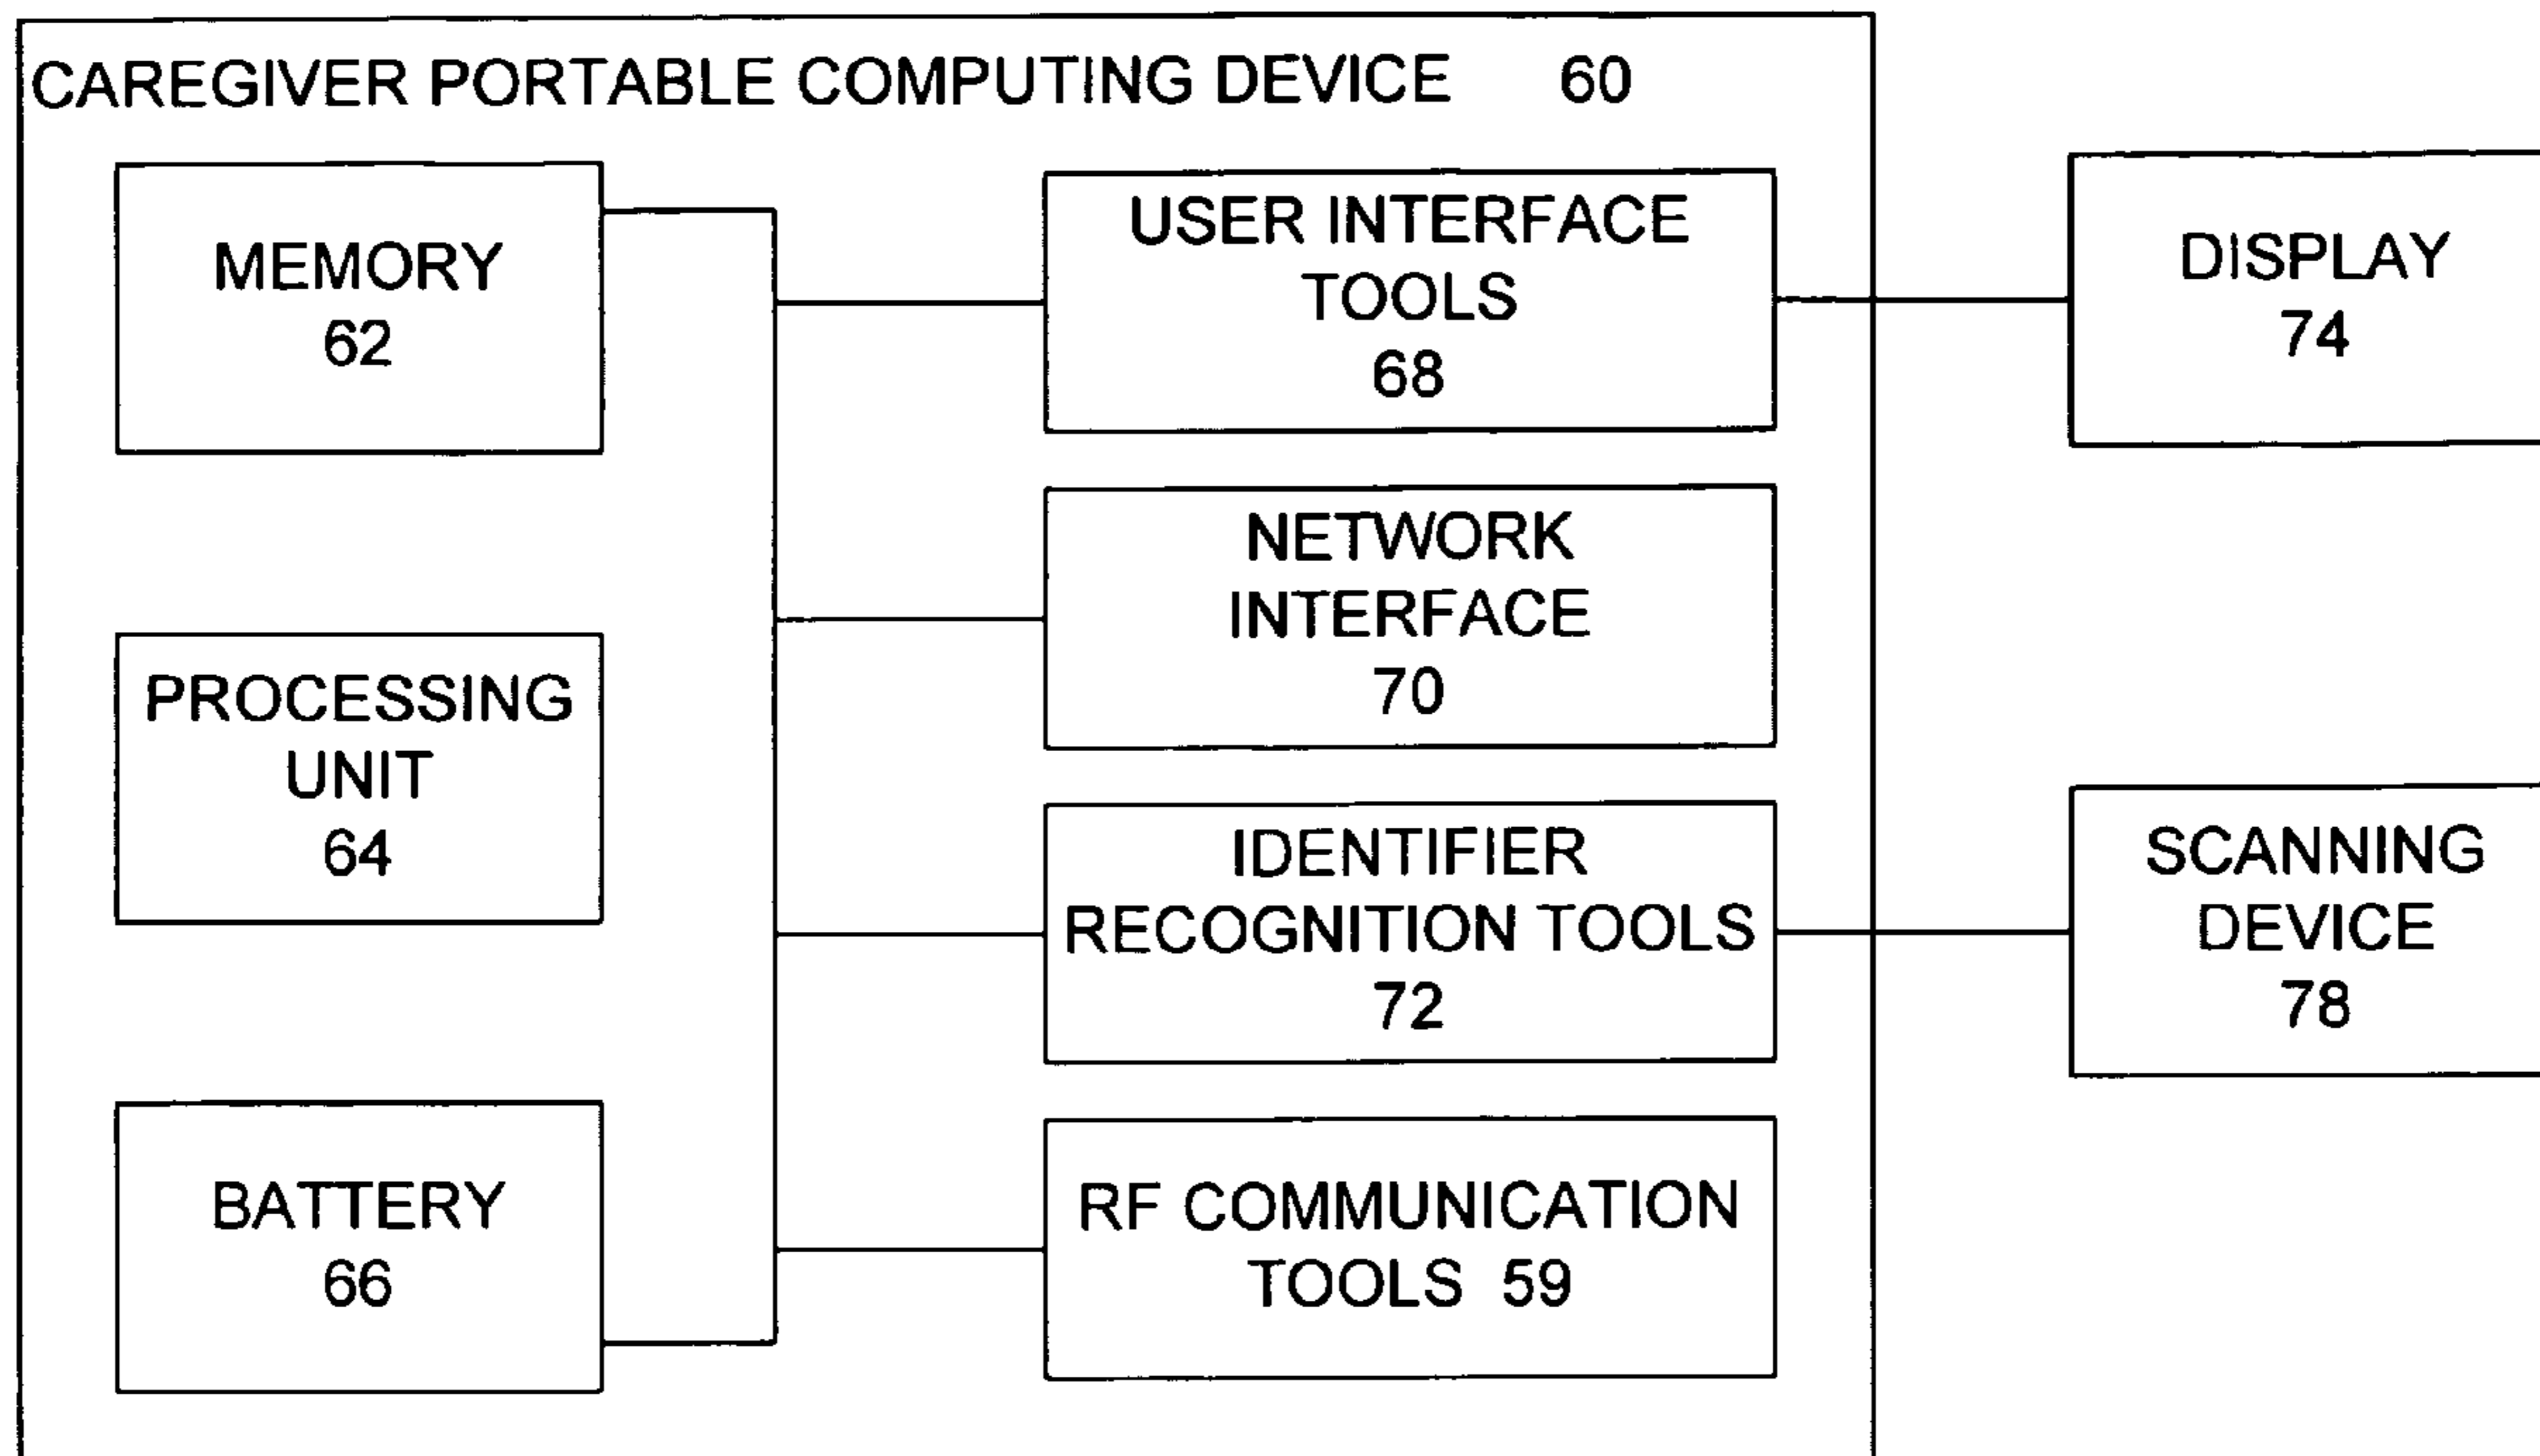 CAREGIVER PORTABLE COMPUTING DEVICE 60
MEMORY
62
USER INTERFACE
TOOLS
68
DISPLAY
74
NETWORK
INTERFACE
70
PROCESSING
UNIT
64
IDENTIFIER
RECOGNITION TOOLS
72
SCANNING
DEVICE
78
BATTERY
66
RF COMMUNICATION
TOOLS 59